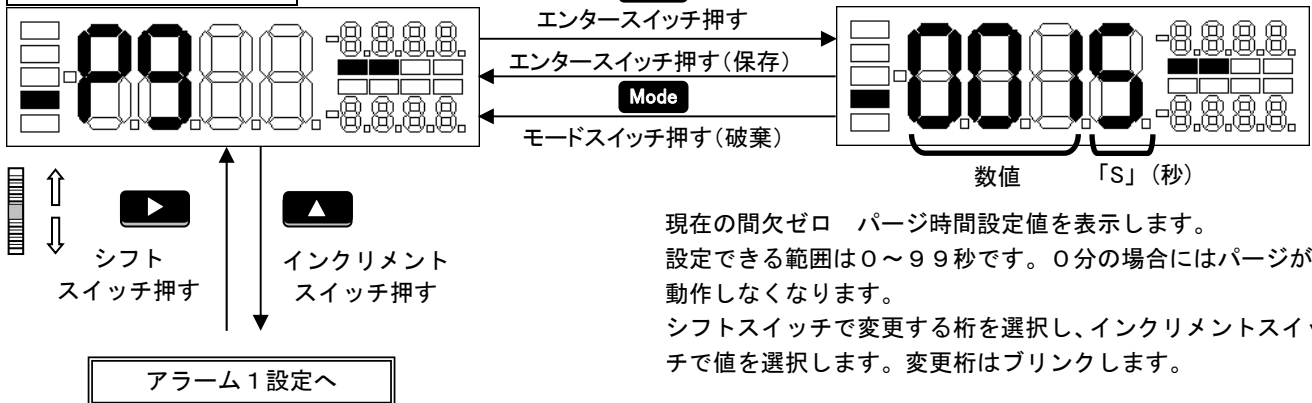 エンタースイッチ押す
エンタースイッチ押す（保存）
Mode
モードスイッチ押す（破棄）
P9
001S
数値
「S」（秒）
シフト
スイッチ押す
インクリメント
スイッチ押す
アラーム１設定へ
現在の間欠ゼロ　パージ時間設定値を表示します。
設定できる範囲は０～９９秒です。０分の場合にはパージが
動作しなくなります。
シフトスイッチで変更する桁を選択し、インクリメントスイッ
チで値を選択します。変更桁はブリンクします。